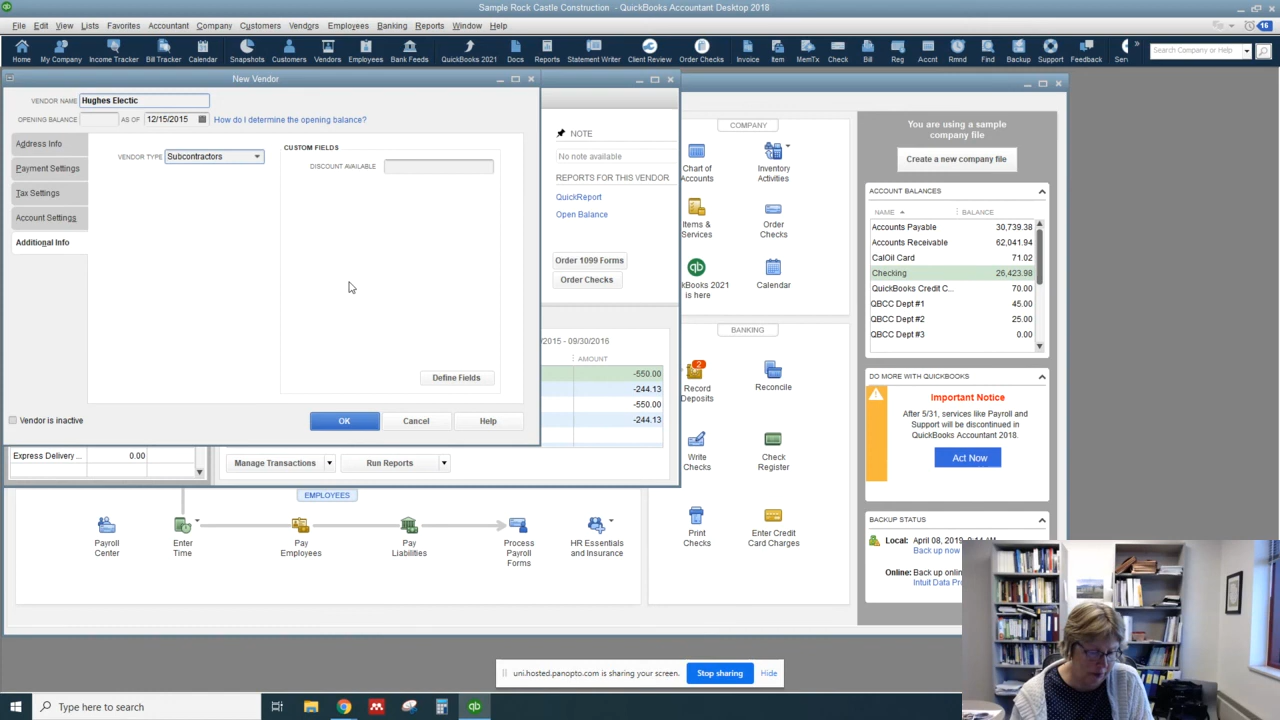 Sample Rock Castle Construction - QuickBooks Accountant Desktop 2018
File Edit View Lists Favorites Accountant Company Customers Vendors Employees Banking Reports Window Help
16
Home My Company Income Tracker Bill Tracker Calendar Snapshots Customers Vendors Employees Bank Feeds QuickBooks 2021 Docs Reports Statement Writer Client Review Order Checks Invoice Item MemTx Check Bill Reg Accnt Rmnd Find Backup Support Feedback Serv
Search Company or Help
New Vendor
VENDOR NAME Hughes Electic
OPENING BALANCE AS OF 12/15/2015 How do I determine the opening balance?
Address Info
Payment Settings
Tax Settings
Account Settings
Additional Info
VENDOR TYPE Subcontractors
CUSTOM FIELDS
DISCOUNT AVAILABLE
Define Fields
Vendor is inactive
OK Cancel Help
NOTE
No note available
REPORTS FOR THIS VENDOR
QuickReport
Open Balance
Order 1099 Forms
Order Checks
/2015 - 09/30/2016
AMOUNT
-550.00
-244.13
-550.00
-244.13
Express Delivery ... 0.00
Manage Transactions Run Reports
EMPLOYEES
Payroll Center
Enter Time
Pay Employees
Pay Liabilities
Process Payroll Forms
HR Essentials and Insurance
COMPANY
Chart of Accounts
Inventory Activities
Items & Services
Order Checks
kBooks 2021 is here
Calendar
BANKING
2
Record Deposits
Reconcile
Write Checks
Check Register
Print Checks
Enter Credit Card Charges
You are using a sample company file
Create a new company file
ACCOUNT BALANCES
NAME BALANCE
Accounts Payable 30,739.38
Accounts Receivable 62,041.94
CalOil Card 71.02
Checking 26,423.98
QuickBooks Credit C... 70.00
QBCC Dept #1 45.00
QBCC Dept #2 25.00
QBCC Dept #3 0.00
DO MORE WITH QUICKBOOKS
Important Notice
After 5/31, services like Payroll and Support will be discontinued in QuickBooks Accountant 2018.
Act Now
BACKUP STATUS
Local: April 08, 2019
Back up now
Online: Back up onlin
Intuit Data Pro
uni.hosted.panopto.com is sharing your screen. Stop sharing Hide
Type here to search